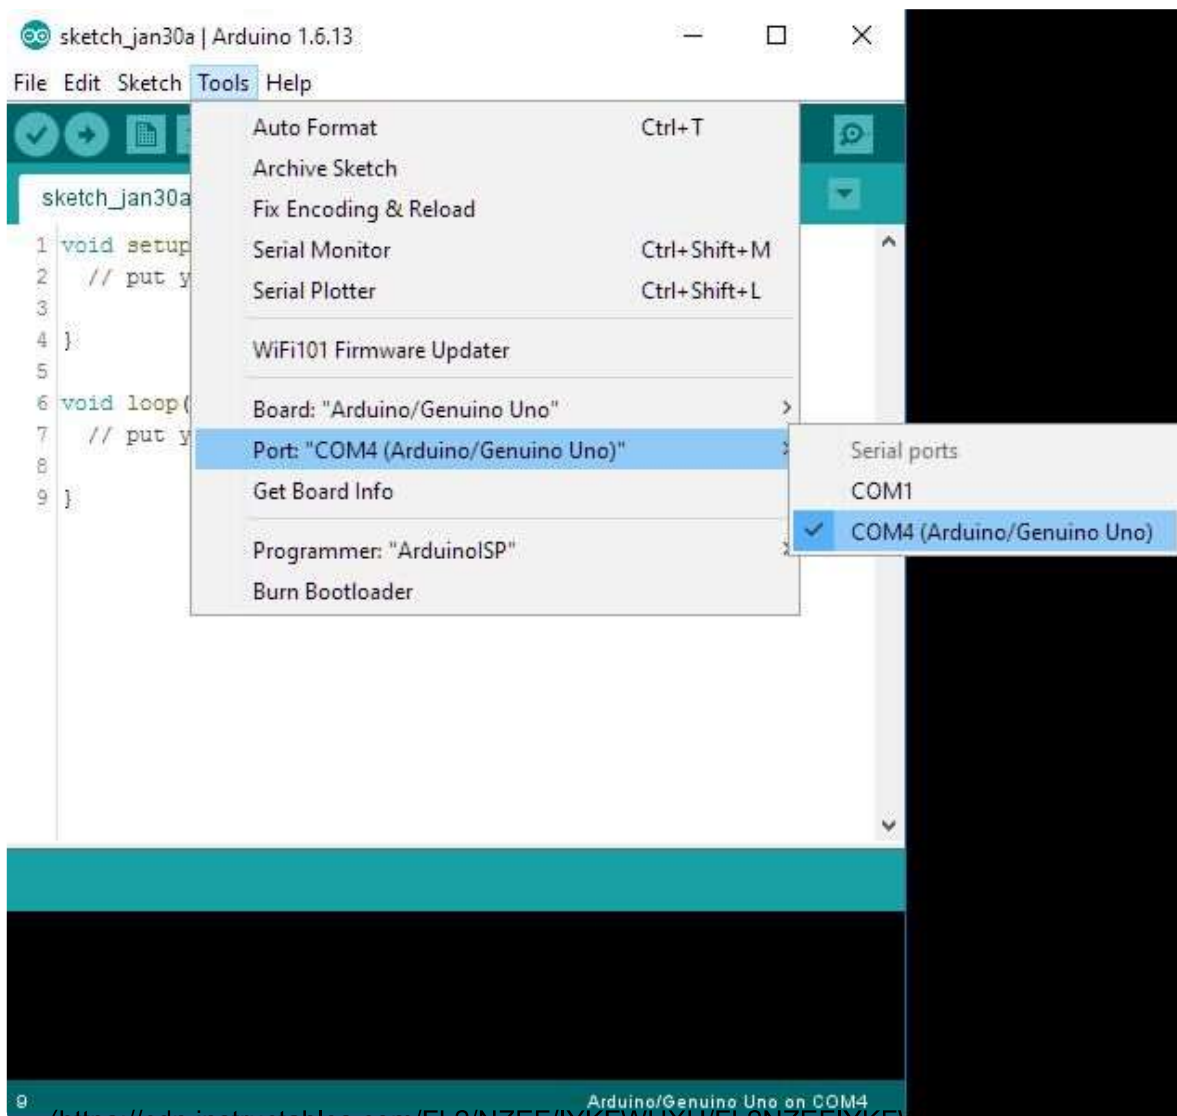 sketch_jan30a | Arduino 1.6.13
File Edit Sketch Tools Help
Auto Format Ctrl+T
Archive Sketch
sketch_jan30a
Fix Encoding & Reload
1 void setup
Serial Monitor Ctrl+Shift+M
2 // put y
Serial Plotter Ctrl+Shift+L
3
4 }
WiFi101 Firmware Updater
5
6 void loop(
Board: "Arduino/Genuino Uno"
7 // put y
Port: "COM4 (Arduino/Genuino Uno)"
Serial ports
8
9 }
Get Board Info
COM1
COM4 (Arduino/Genuino Uno)
Programmer: "ArduinoISP"
Burn Bootloader
9 Arduino/Genuino Uno on COM4